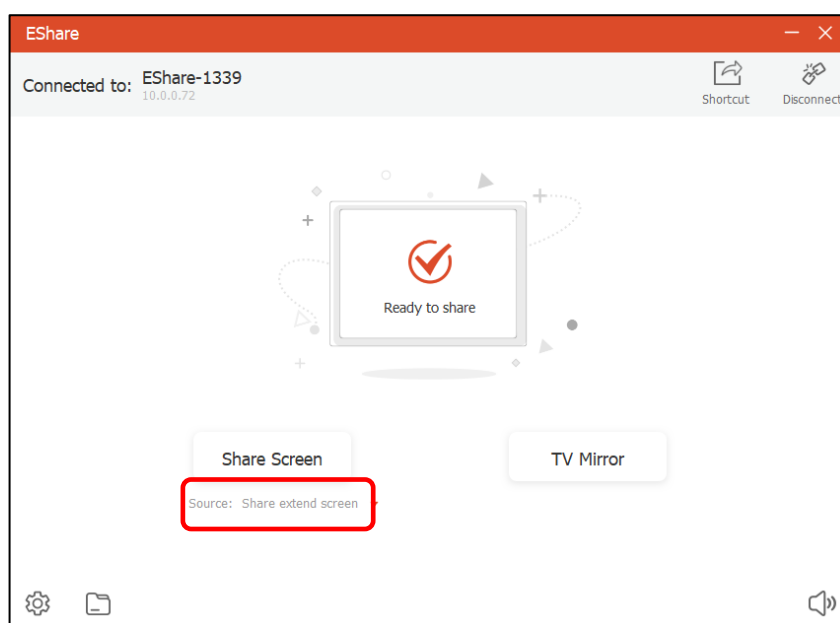 EShare
Connected to: EShare-1339
10.0.0.72
Shortcut
Disconnect
Ready to share
Share Screen
TV Mirror
Source: Share extend screen